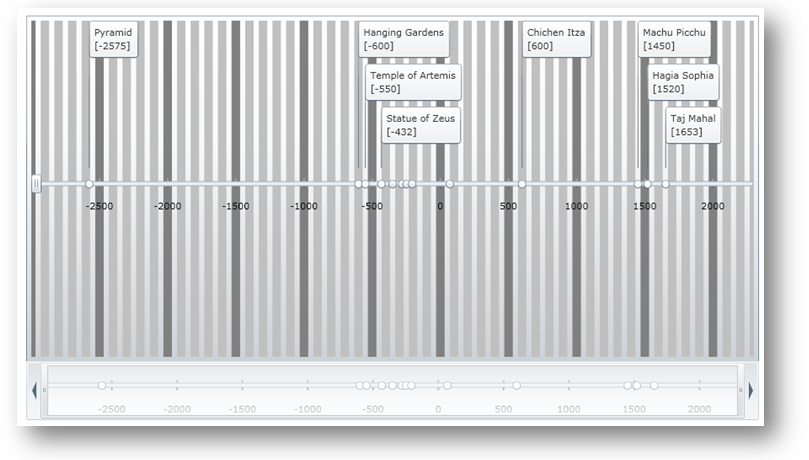 Pyramid
[-2575]
Hanging Gardens
[-600]
Chichen Itza
[600]
Machu Picchu
[1450]
Temple of Artemis
[-550]
Hagia Sophia
[1520]
Statue of Zeus
[-432]
Taj Mahal
[1653]
-2500 -2000 -1500 -1000 -500 0 500 1000 1500 2000
-2500 -2000 -1500 -1000 -500 0 500 1000 1500 2000